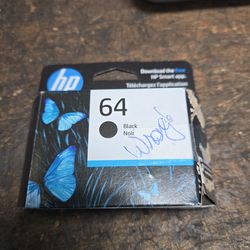 Download the free
HP Smart app.
Téléchargez l'application
hp
64
Black
Noir